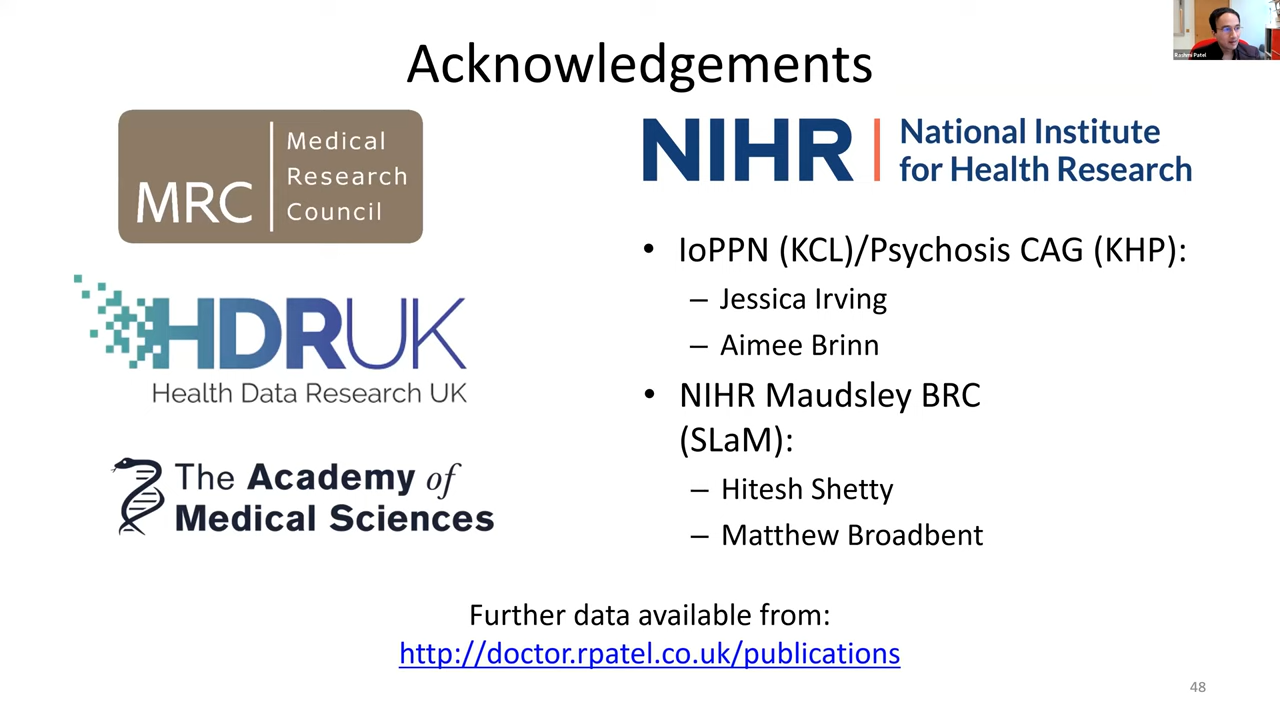 Acknowledgements
Rashmi Patel
MRC
Medical
Research
Council
NIHR
National Institute
for Health Research
HDRUK
Health Data Research UK
The Academy of
Medical Sciences
• IoPPN (KCL)/Psychosis CAG (KHP):
– Jessica Irving
– Aimee Brinn
• NIHR Maudsley BRC
(SLaM):
– Hitesh Shetty
– Matthew Broadbent
Further data available from:
http://doctor.rpatel.co.uk/publications
48